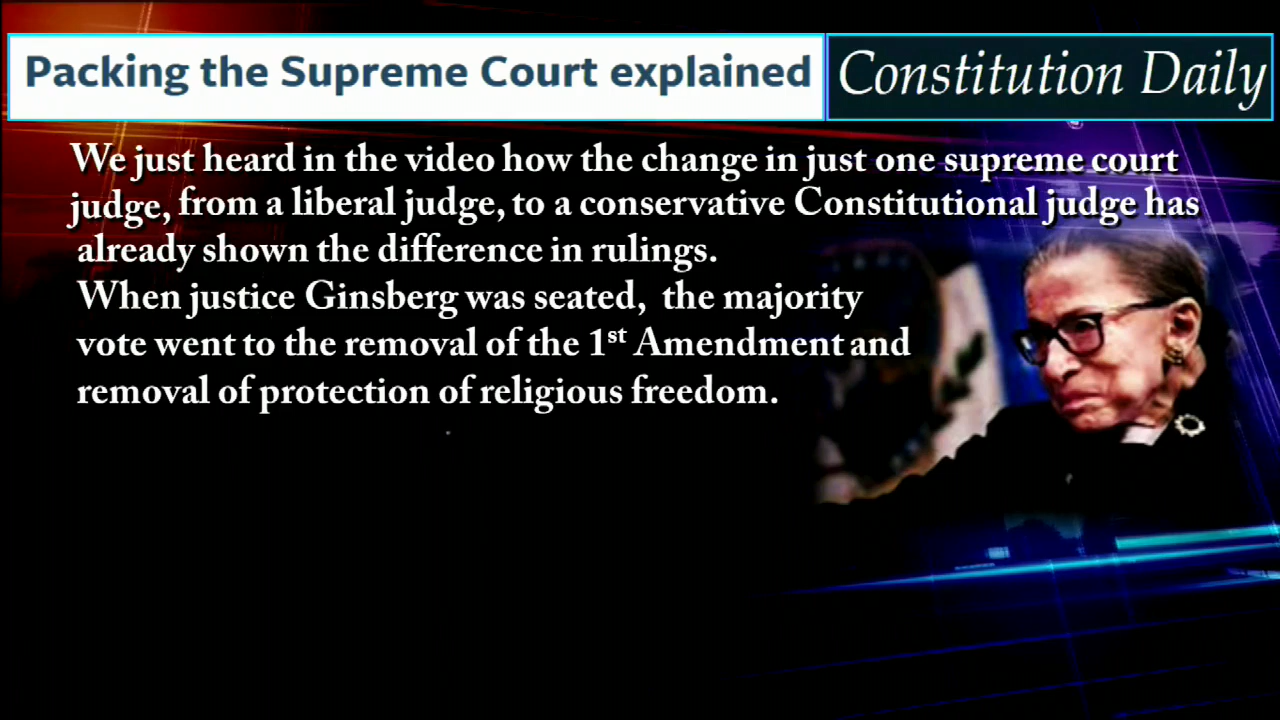 Packing the Supreme Court explained
Constitution Daily
We just heard in the video how the change in just one supreme court
judge, from a liberal judge, to a conservative Constitutional judge has
already shown the difference in rulings.
When justice Ginsberg was seated, the majority
vote went to the removal of the 1st Amendment and
removal of protection of religious freedom.